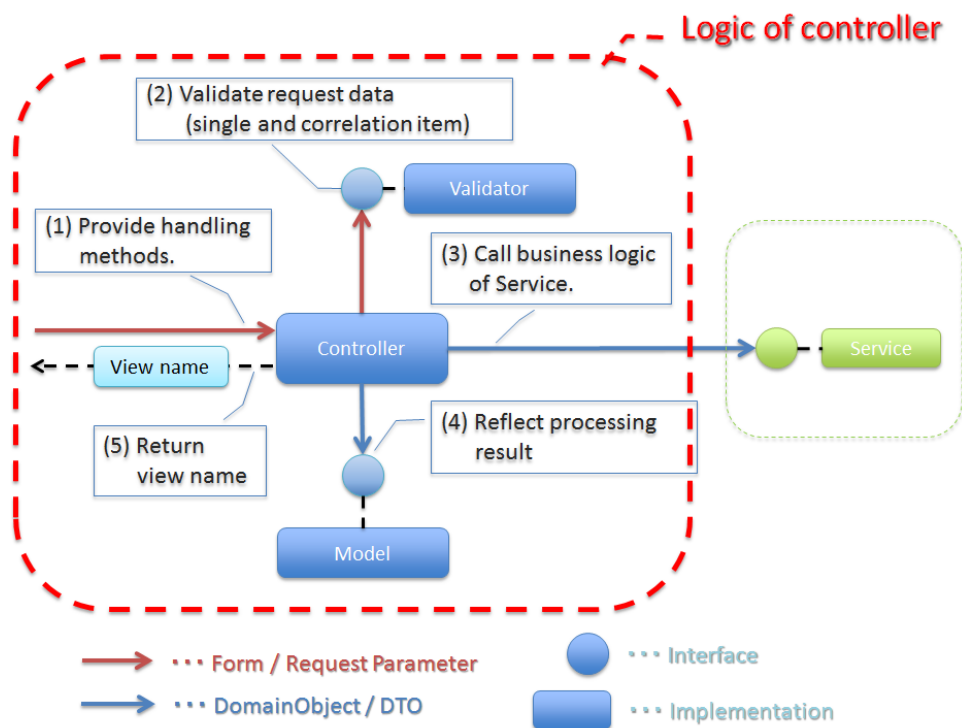 Logic of controller
(2) Validate request data
(single and correlation item)
Validator
(1) Provide handling
methods.
(3) Call business logic
of Service.
Controller
Service
View name
(4) Reflect processing
result
(5) Return
view name
Model
··· Form / Request Parameter
··· Interface
··· DomainObject / DTO
··· Implementation